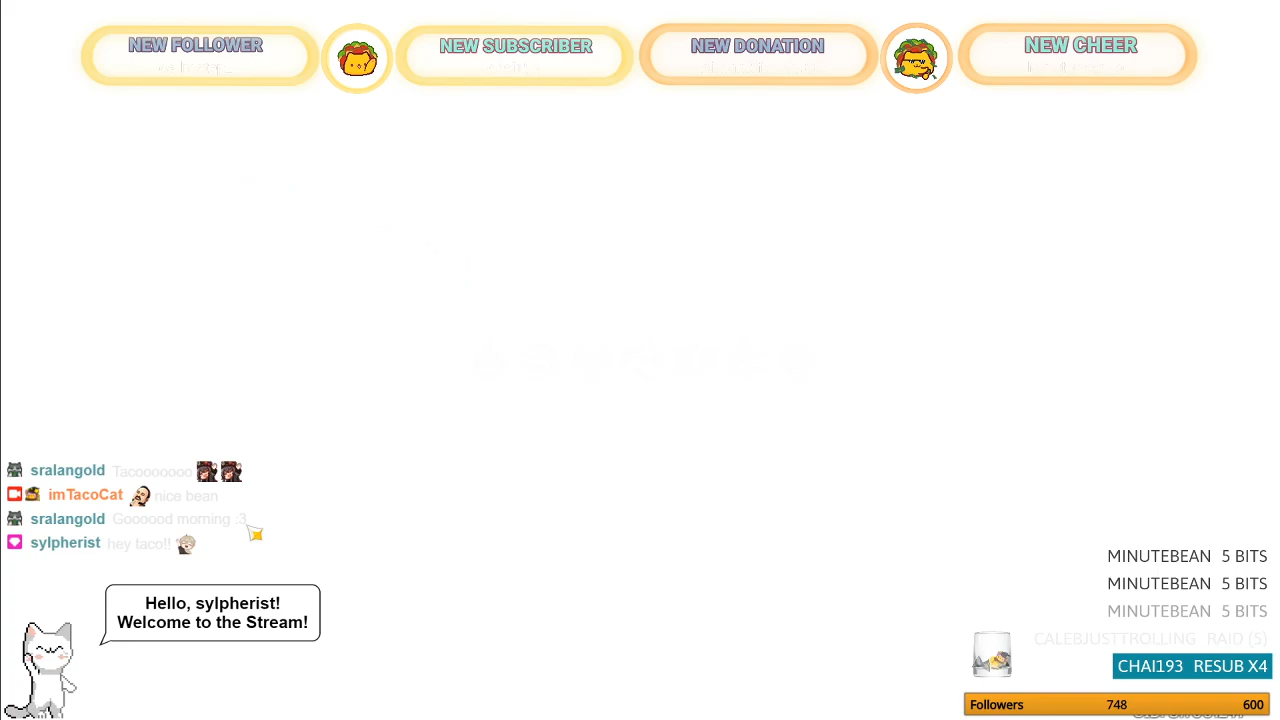 NEW FOLLOWER
NEW SUBSCRIBER
NEW DONATION
NEW CHEER
sralangold Tacooooooo
imTacoCat nice bean
sralangold Goooood morning :3
sylpherist hey taco!!
Hello, sylpherist!
Welcome to the Stream!
MINUTEBEAN 5 BITS
MINUTEBEAN 5 BITS
MINUTEBEAN 5 BITS
CALEBJUSTTROLLING RAID (5)
CHAI193 RESUB X4
Followers 748 600